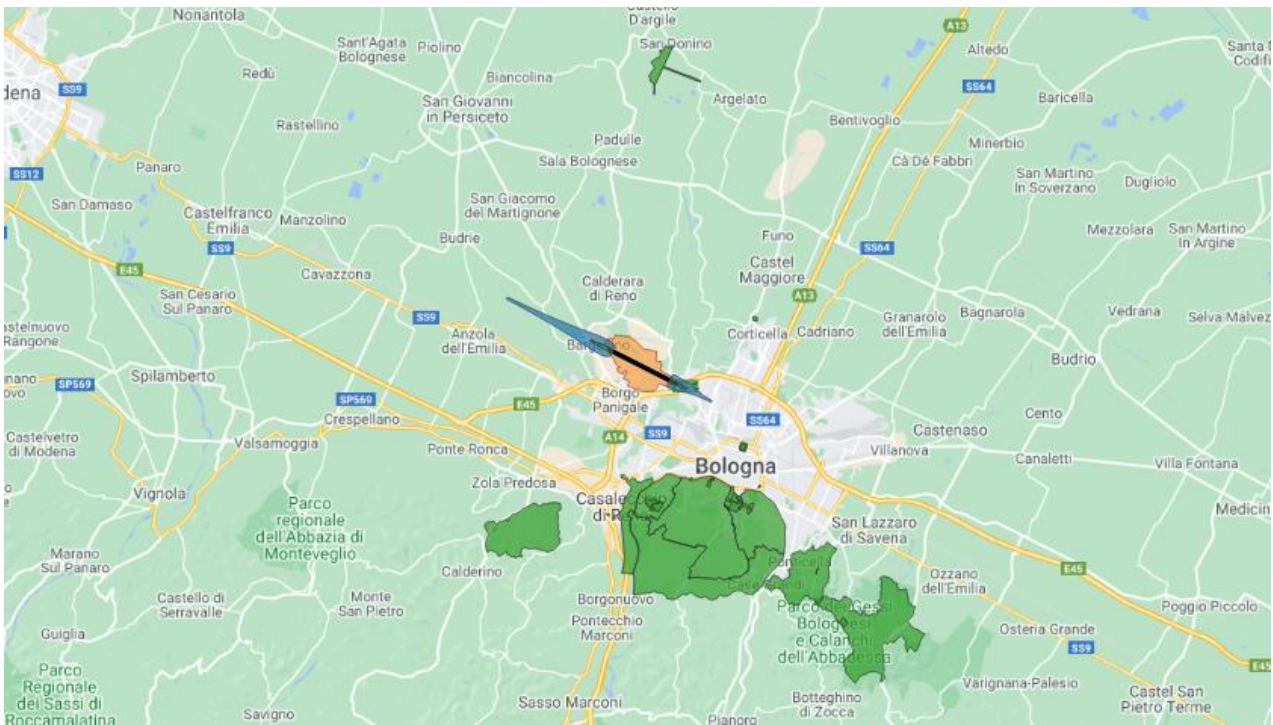 Nonantola
Castello
D'argile
A13
Sant'Agata
Bolognese
Piolino
San Donino
Altedo
Santa
Codifi
dena
SS9
Redù
Biancolina
SS64
San Giovanni
in Persiceto
Argelato
Baricella
Rastellino
Padulle
Bentivoglio
Minerbio
Panaro
Sala Bolognese
Cà Dè Fabbri
SS12
San Martino
In Soverzano
Dugliolo
San Damaso
Castelfranco
Emilia
Manzolino
San Giacomo
del Martignone
Budrie
SS9
Funo
SS64
Mezzolara
San Martino
In Argine
E45
Cavazzona
Castel
Maggiore
Calderara
di Reno
San Cesario
Sul Panaro
A13
SS9
Granarolo
dell'Emilia
Bagnarola
Vedrana
Selva Malvez
astelnuovo
Rangone
Anzola
dell'Emilia
Corticella
Cadriano
Budrio
Spilamberto
SP569
SP569
Borgo
Panigale
E45
Crespellano
Cento
Castelvetro
di Modena
Valsamoggia
Ponte Ronca
A14
SS9
SS64
Castenaso
Villanova
Canaletti
Villa Fontana
Bologna
Vignola
Zola Predosa
Casalecchio
di Reno
Medicin
Parco
regionale
dell'Abbazia di
Monteveglio
San Lazzaro
di Savena
Marano
Sul Panaro
Calderino
Ponticella
E45
Ozzano
dell'Emilia
Castello di
Serravalle
Monte
San Pietro
Borgonuovo
Pontecchio
Marconi
Parco dei Gessi
Bolognesi
e Calanchi
dell'Abbadessa
Poggio Piccolo
Guiglia
Osteria Grande
SS9
E45
Parco
Regionale
dei Sassi di
Roccamalatina
Varignana-Palesio
Castel San
Pietro Terme
Savigno
Sasso Marconi
Pianoro
Botteghino
di Zocca